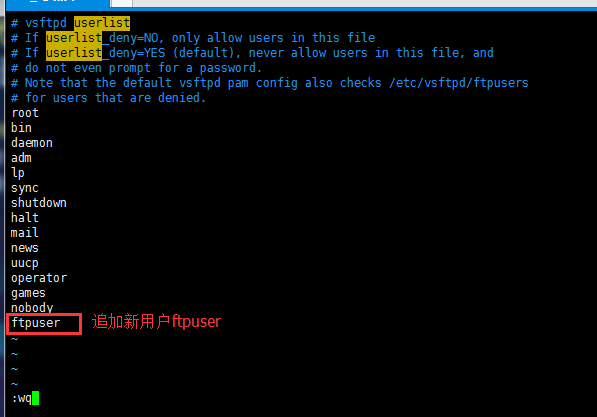 # vsftpd userlist
# If userlist_deny=NO, only allow users in this file
# If userlist_deny=YES (default), never allow users in this file, and
# do not even prompt for a password.
# Note that the default vsftpd pam config also checks /etc/vsftpd/ftpusers
# for users that are denied.
root
bin
daemon
adm
lp
sync
shutdown
halt
mail
news
uucp
operator
games
nobody
ftpuser 追加新用户ftpuser
~
~
~
~
:wq